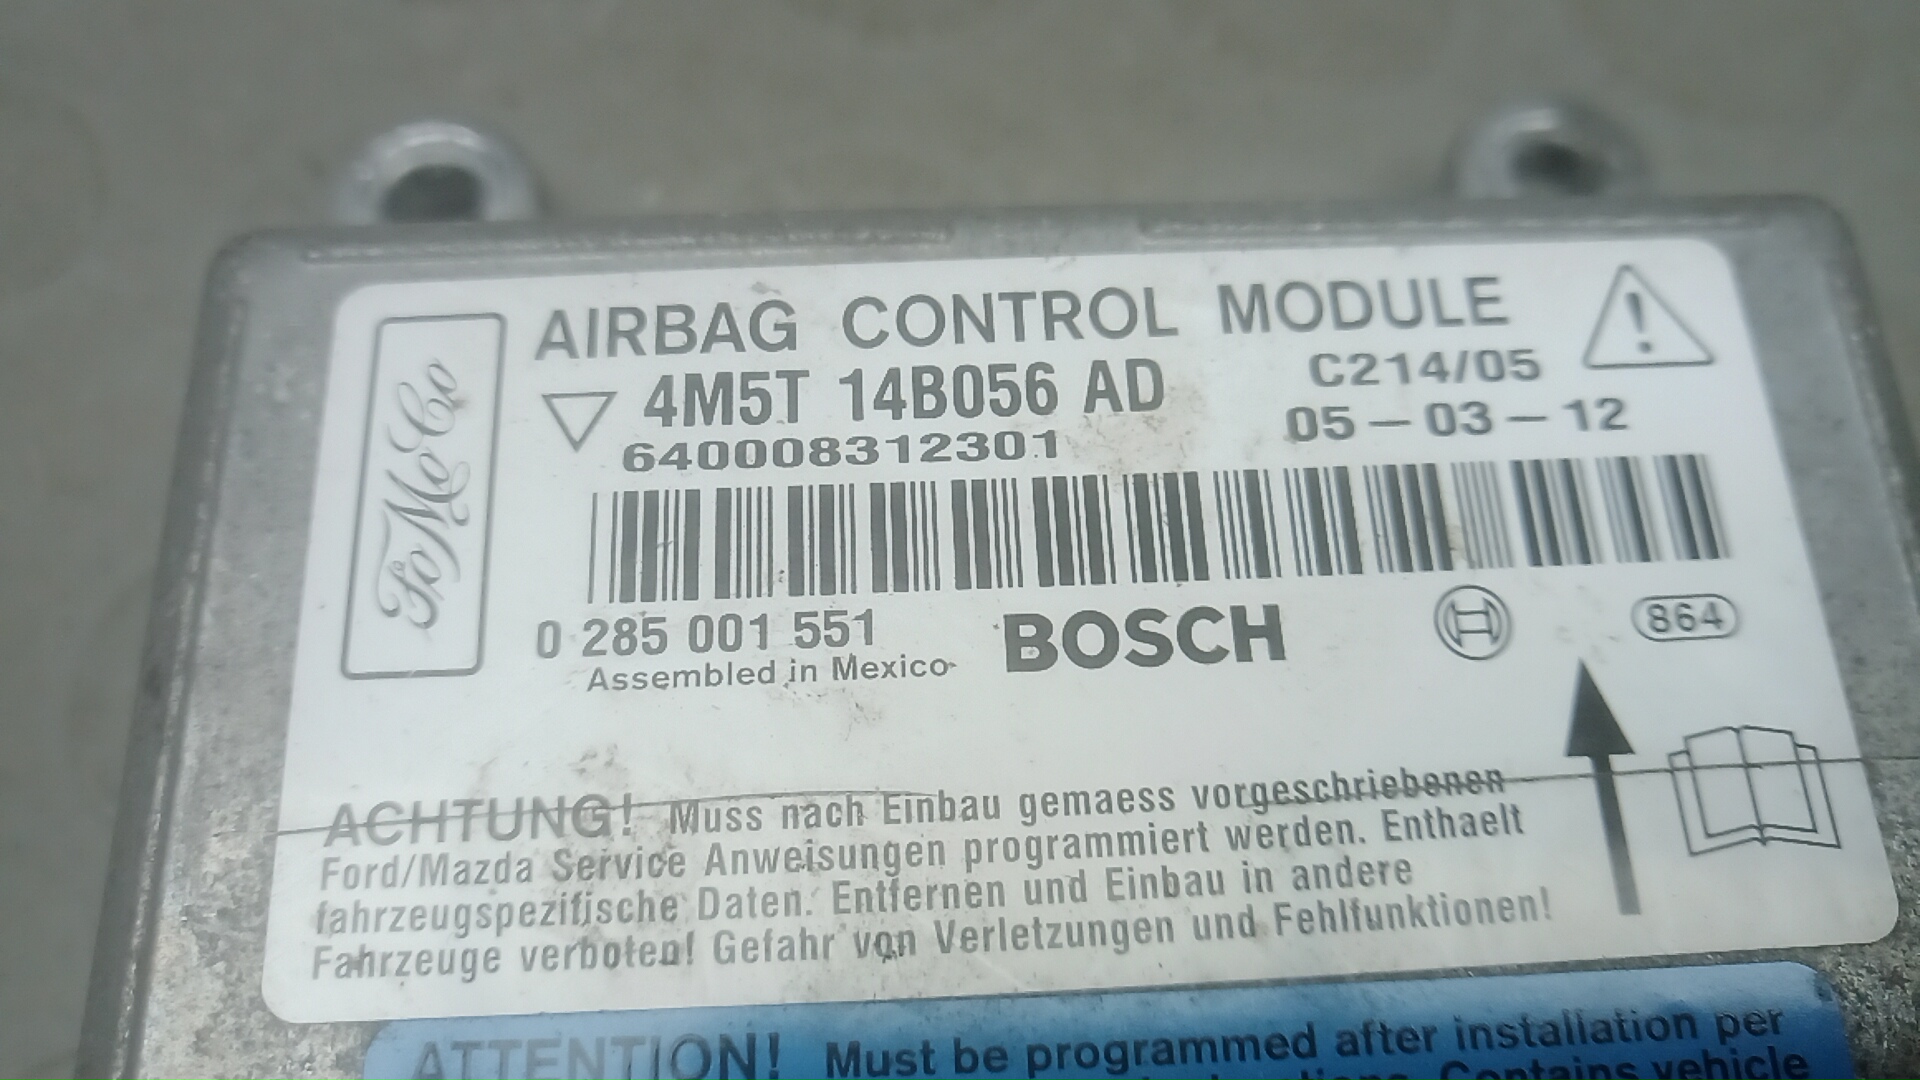 FoMoCo
AIRBAG CONTROL MODULE
4M5T 14B056 AD
C214/05
640008312301
05-03-12
0 285 001 551
BOSCH
864
Assembled in Mexico
ACHTUNG! Muss nach Einbau gemaess vorgeschriebenen
Ford/Mazda Service Anweisungen programmiert werden. Enthaelt
fahrzeugspezifische Daten. Entfernen und Einbau in andere
Fahrzeuge verboten! Gefahr von Verletzungen und Fehlfunktionen!
ATTENTION! Must be programmed after installation per
Contains vehicle